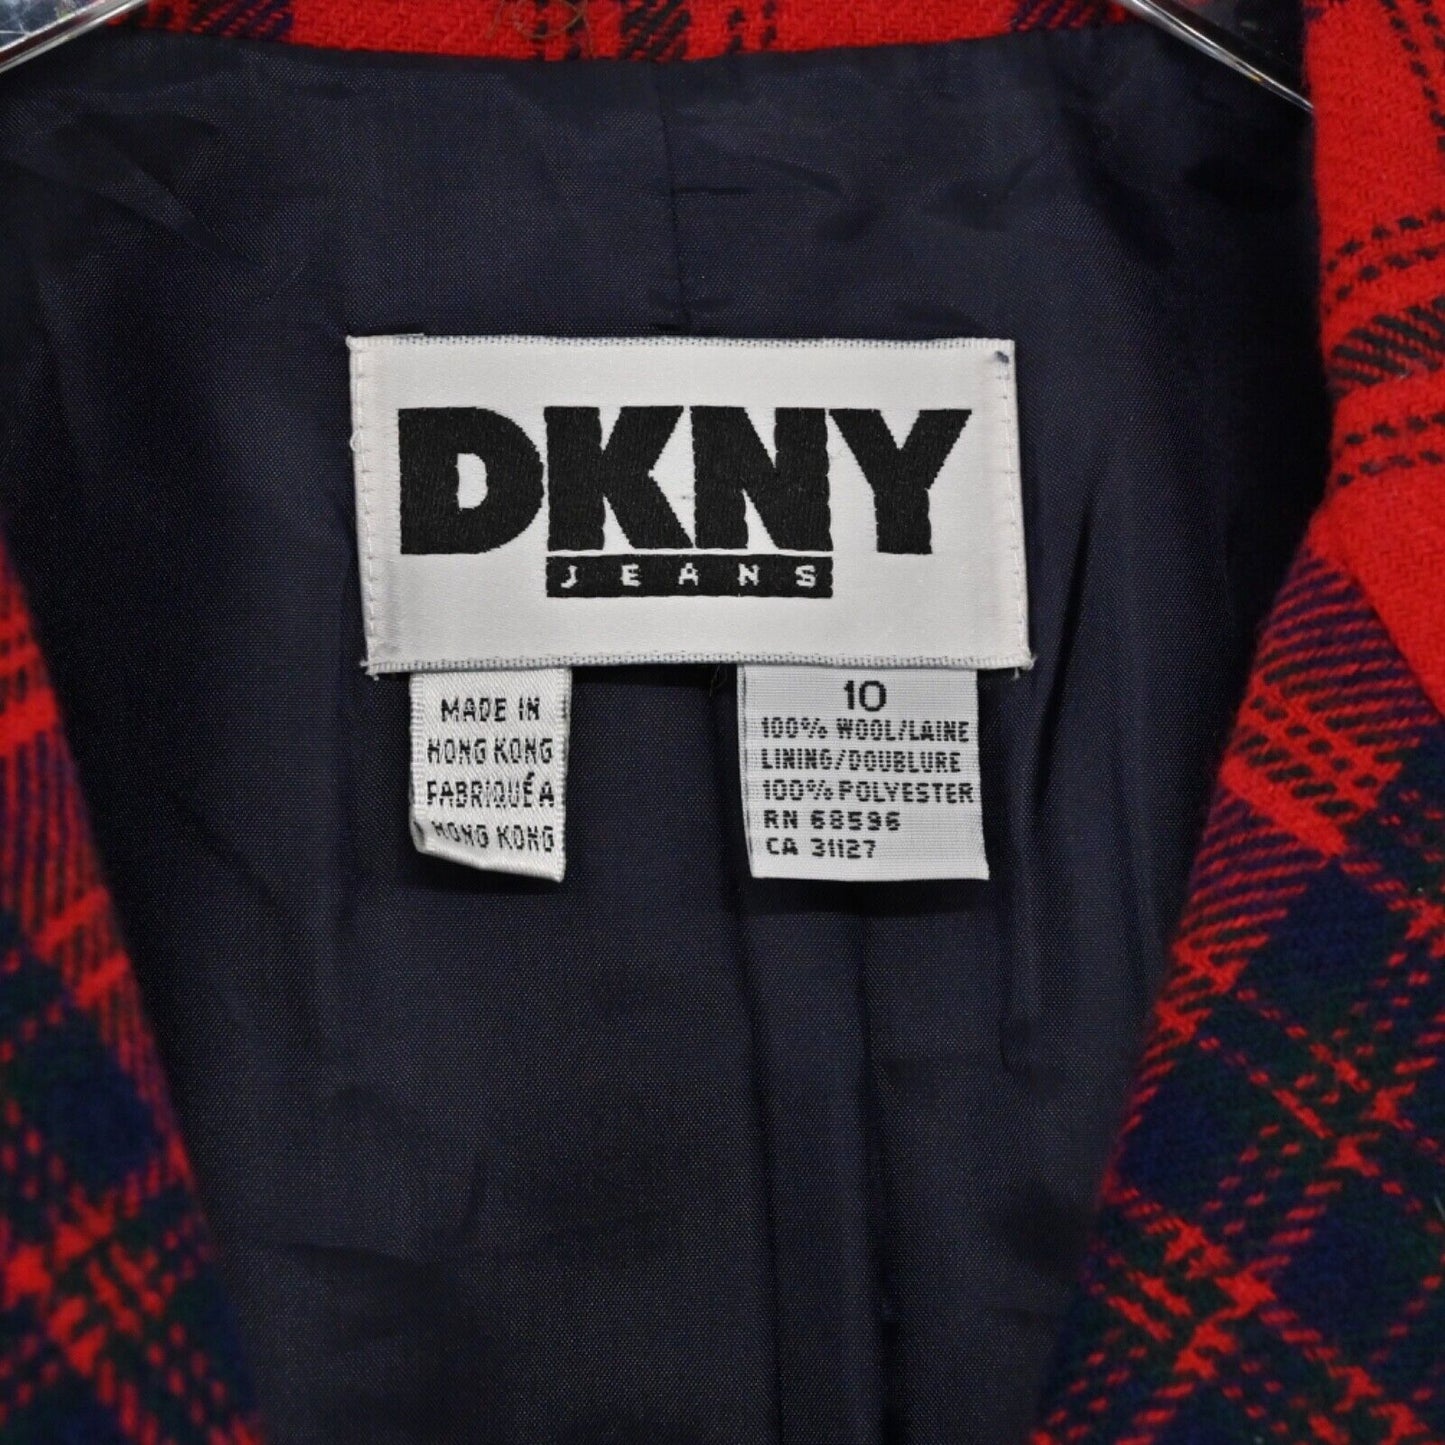 DKNY
JEANS
MADE IN
HONG KONG
FABRIQUÉ A
HONG KONG
10
100% WOOL/LAINE
LINING/DOUBLURE
100% POLYESTER
RN 68596
CA 31127